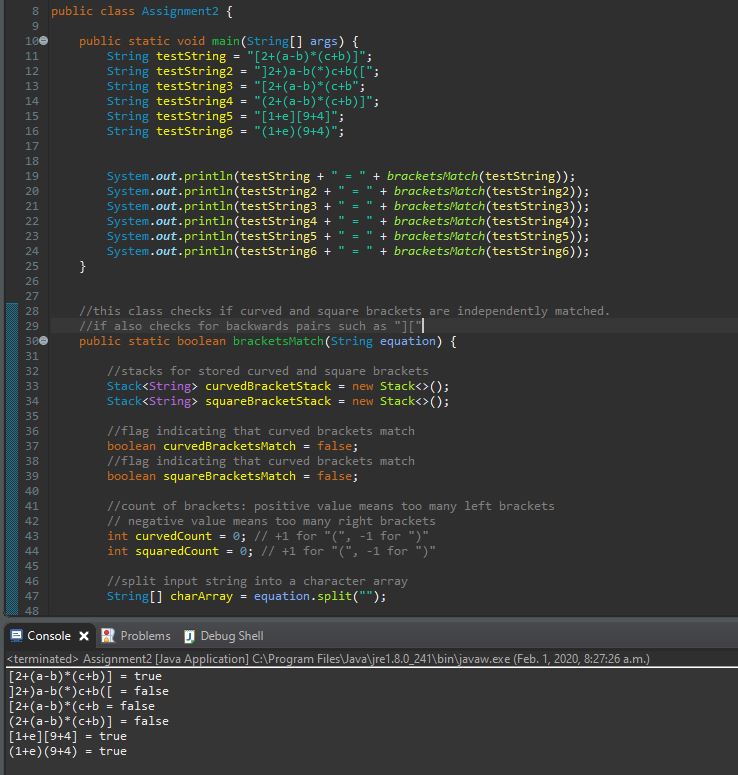 8 public class Assignment2 {
9
10 public static void main(String[] args) {
11 String testString = "[2+(a-b)*(c+b)]";
12 String testString2 = "]2+)a-b(*)c+b([";
13 String testString3 = "[2+(a-b)*(c+b";
14 String testString4 = "(2+(a-b)*(c+b)]";
15 String testString5 = "[1+e][9+4]";
16 String testString6 = "(1+e)(9+4)";
17
18
19 System.out.println(testString + " = " + bracketsMatch(testString));
20 System.out.println(testString2 + " = " + bracketsMatch(testString2));
21 System.out.println(testString3 + " = " + bracketsMatch(testString3));
22 System.out.println(testString4 + " = " + bracketsMatch(testString4));
23 System.out.println(testString5 + " = " + bracketsMatch(testString5));
24 System.out.println(testString6 + " = " + bracketsMatch(testString6));
25 }
26
27
28 //this class checks if curved and square brackets are independently matched.
29 //if also checks for backwards pairs such as "]["
30 public static boolean bracketsMatch(String equation) {
31
32 //stacks for stored curved and square brackets
33 Stack<String> curvedBracketStack = new Stack<>();
34 Stack<String> squareBracketStack = new Stack<>();
35
36 //flag indicating that curved brackets match
37 boolean curvedBracketsMatch = false;
38 //flag indicating that curved brackets match
39 boolean squareBracketsMatch = false;
40
41 //count of brackets: positive value means too many left brackets
42 // negative value means too many right brackets
43 int curvedCount = 0; // +1 for "(", -1 for ")"
44 int squaredCount = 0; // +1 for "(", -1 for ")"
45
46 //split input string into a character array
47 String[] charArray = equation.split("");
48
Console Problems Debug Shell
<terminated> Assignment2 [Java Application] C:\Program Files\Java\jre1.8.0_241\bin\javaw.exe (Feb. 1, 2020, 8:27:26 a.m.)
[2+(a-b)*(c+b)] = true
]2+)a-b(*)c+b([ = false
[2+(a-b)*(c+b = false
(2+(a-b)*(c+b)] = false
[1+e][9+4] = true
(1+e)(9+4) = true